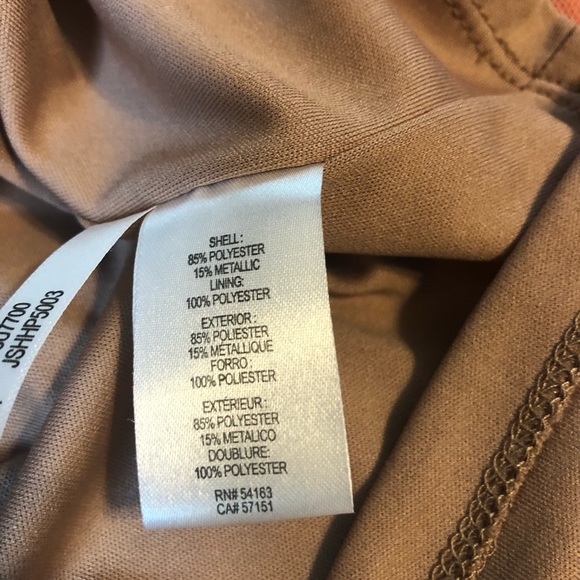 SHELL:
85% POLYESTER
15% METALLIC
LINING:
100% POLYESTER
EXTERIOR:
85% POLIESTER
15% MÉTALLIQUE
FORRO:
100% POLIESTER
EXTÉRIEUR:
85% POLYESTER
15% METALICO
DOUBLURE:
100% POLYESTER
RN# 54163
CA# 57151
JSHHP5003